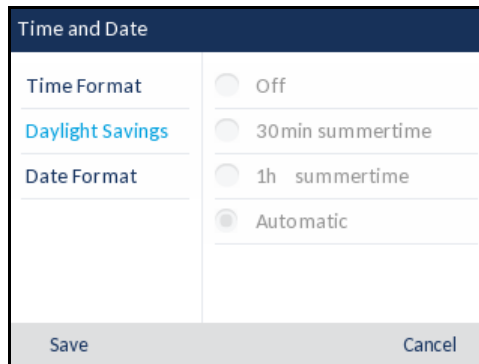 Time and Date
Time Format
Daylight Savings
Date Format
Off
30min summertime
1h summertime
Automatic
Save Cancel